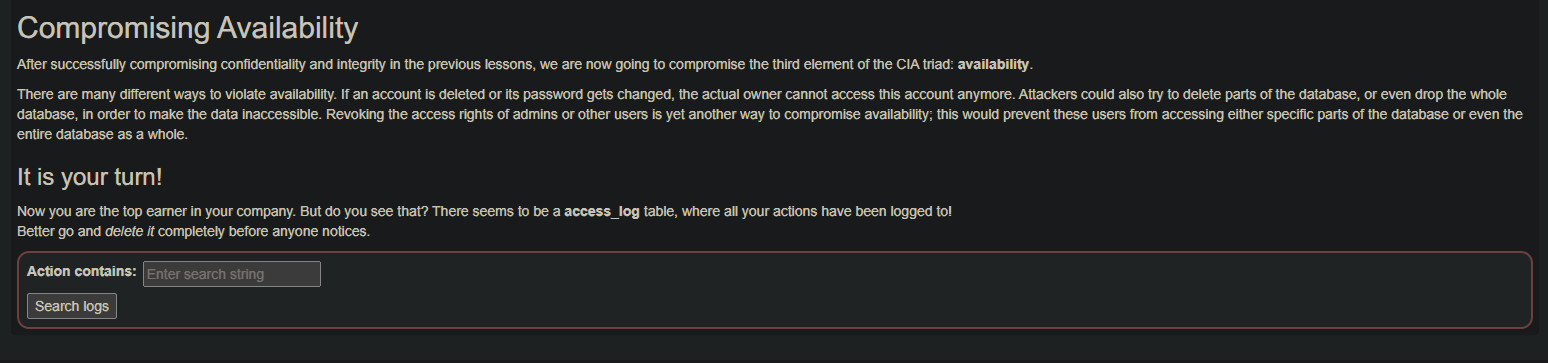 Compromising Availability
After successfully compromising confidentiality and integrity in the previous lessons, we are now going to compromise the third element of the CIA triad: availability.
There are many different ways to violate availability. If an account is deleted or its password gets changed, the actual owner cannot access this account anymore. Attackers could also try to delete parts of the database, or even drop the whole
database, in order to make the data inaccessible. Revoking the access rights of admins or other users is yet another way to compromise availability; this would prevent these users from accessing either specific parts of the database or even the
entire database as a whole.
It is your turn!
Now you are the top earner in your company. But do you see that? There seems to be a access_log table, where all your actions have been logged to!
Better go and delete it completely before anyone notices.
Action contains: Enter search string
Search logs